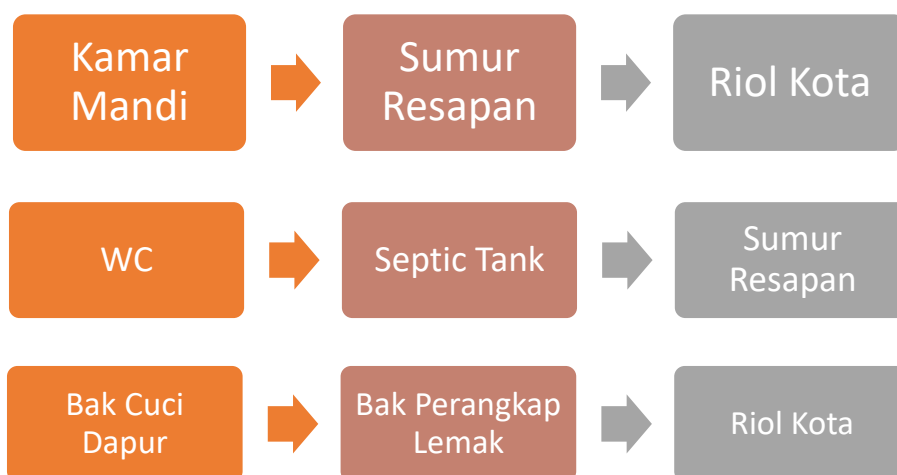 Kamar
Mandi
Sumur
Resapan
Riol Kota
WC
Septic Tank
Sumur
Resapan
Bak Cuci
Dapur
Bak Perangkap
Lemak
Riol Kota